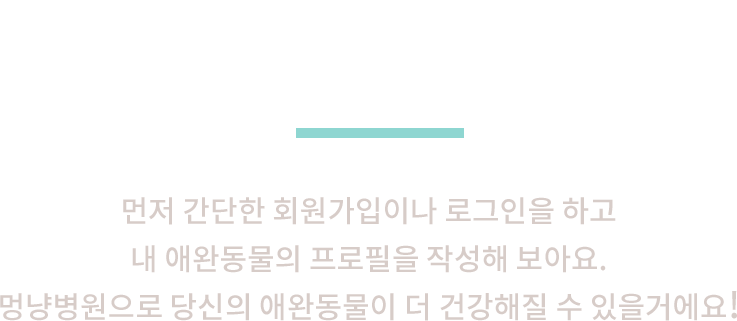 먼저 간단한 회원가입이나 로그인을 하고
내 애완동물의 프로필을 작성해 보아요.
멍냥병원으로 당신의 애완동물이 더 건강해질 수 있을거에요!